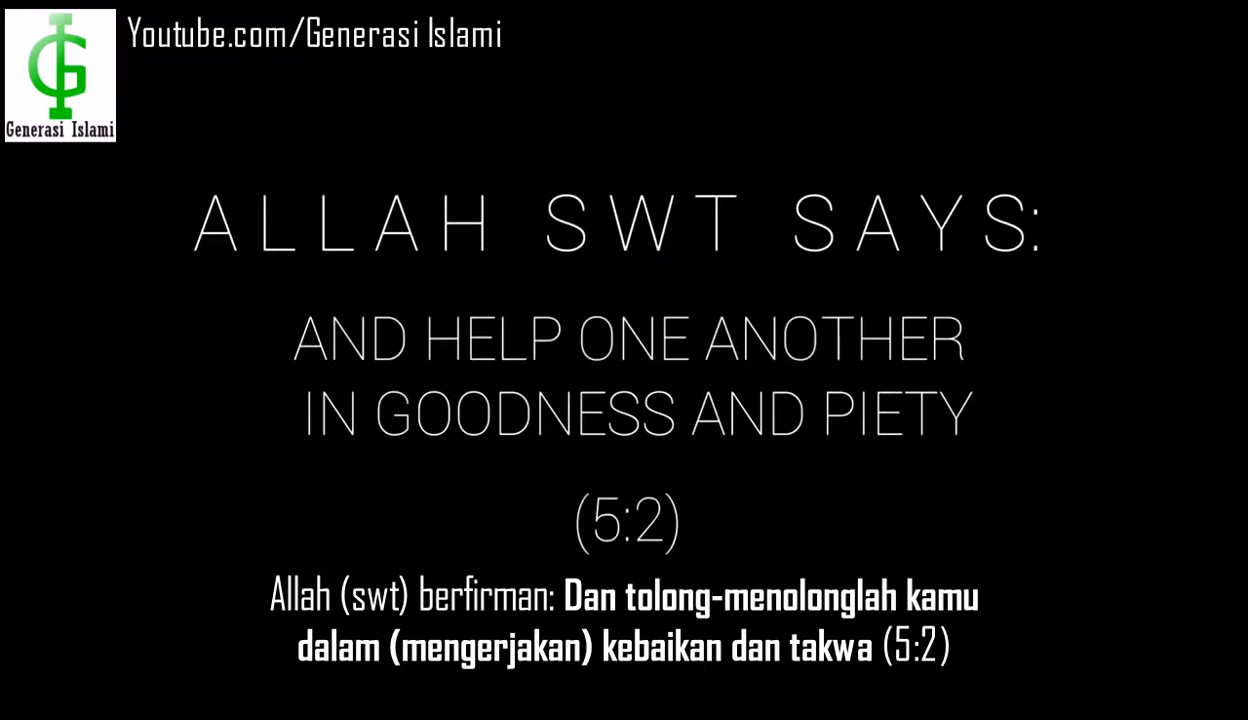 Youtube.com/Generasi Islami
GI
Generasi Islami
ALLAH SWT SAYS:
AND HELP ONE ANOTHER
IN GOODNESS AND PIETY
(5:2)
Allah (swt) berfirman: Dan tolong-menolonglah kamu
dalam (mengerjakan) kebaikan dan takwa (5:2)